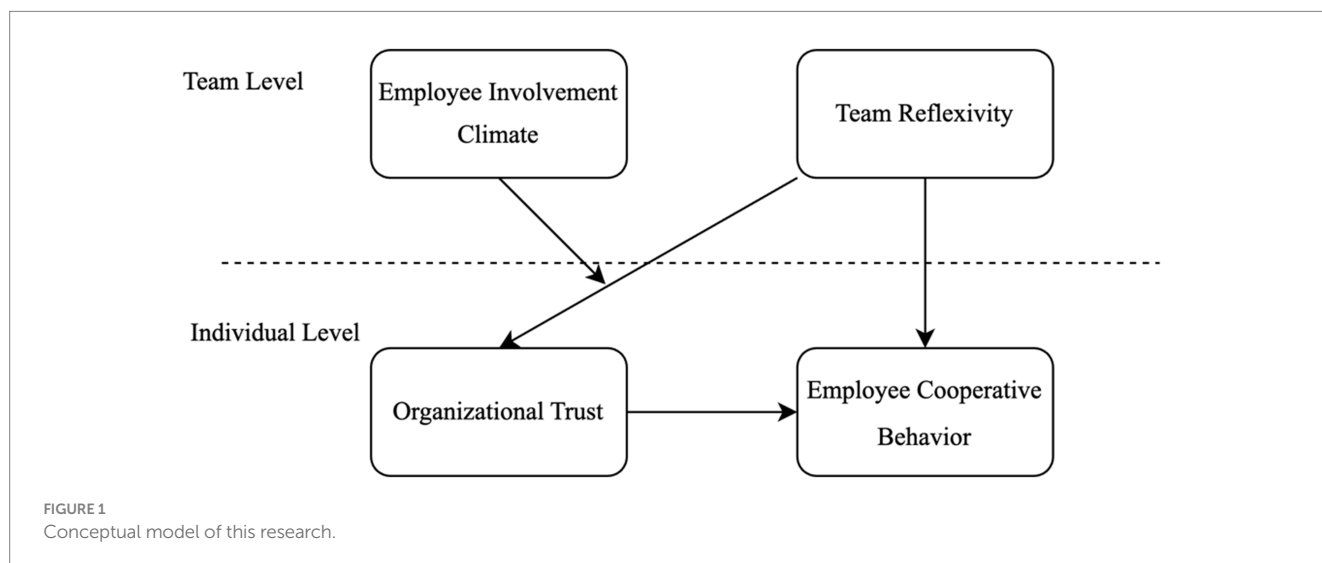 Team Level
Employee Involvement
Climate
Team Reflexivity
Individual Level
Organizational Trust
Employee Cooperative
Behavior
FIGURE 1
Conceptual model of this research.